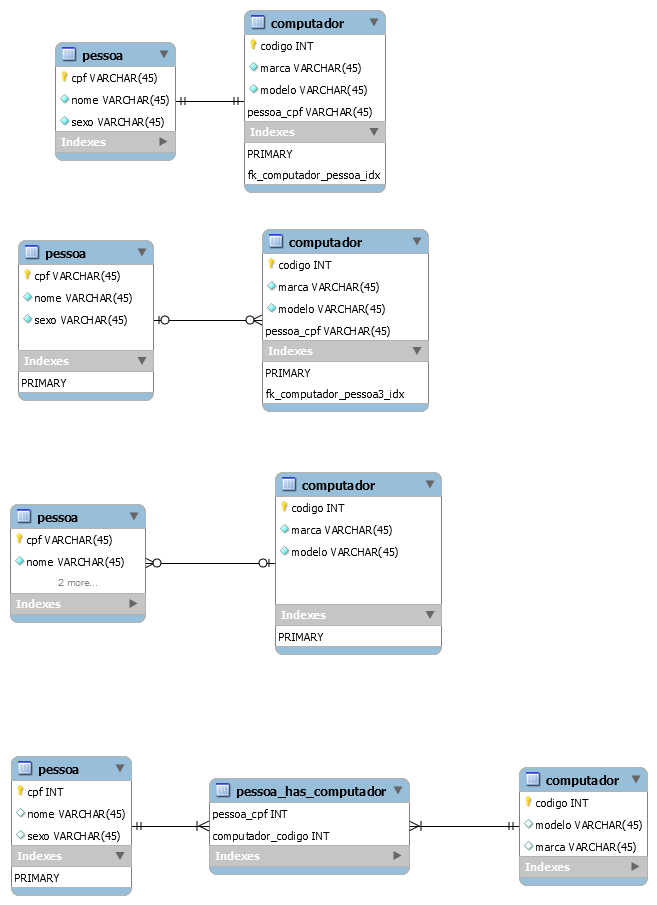 pessoa
cpf VARCHAR(45)
nome VARCHAR(45)
sexo VARCHAR(45)
Indexes
computador
codigo INT
marca VARCHAR(45)
modelo VARCHAR(45)
pessoa_cpf VARCHAR(45)
Indexes
PRIMARY
fk_computador_pessoa_idx
pessoa
cpf VARCHAR(45)
nome VARCHAR(45)
sexo VARCHAR(45)
Indexes
PRIMARY
computador
codigo INT
marca VARCHAR(45)
modelo VARCHAR(45)
pessoa_cpf VARCHAR(45)
Indexes
PRIMARY
fk_computador_pessoa3_idx
pessoa
cpf VARCHAR(45)
nome VARCHAR(45)
2 more...
Indexes
computador
codigo INT
marca VARCHAR(45)
modelo VARCHAR(45)
Indexes
PRIMARY
pessoa
cpf INT
nome VARCHAR(45)
sexo VARCHAR(45)
Indexes
PRIMARY
pessoa_has_computador
pessoa_cpf INT
computador_codigo INT
Indexes
computador
codigo INT
modelo VARCHAR(45)
marca VARCHAR(45)
Indexes